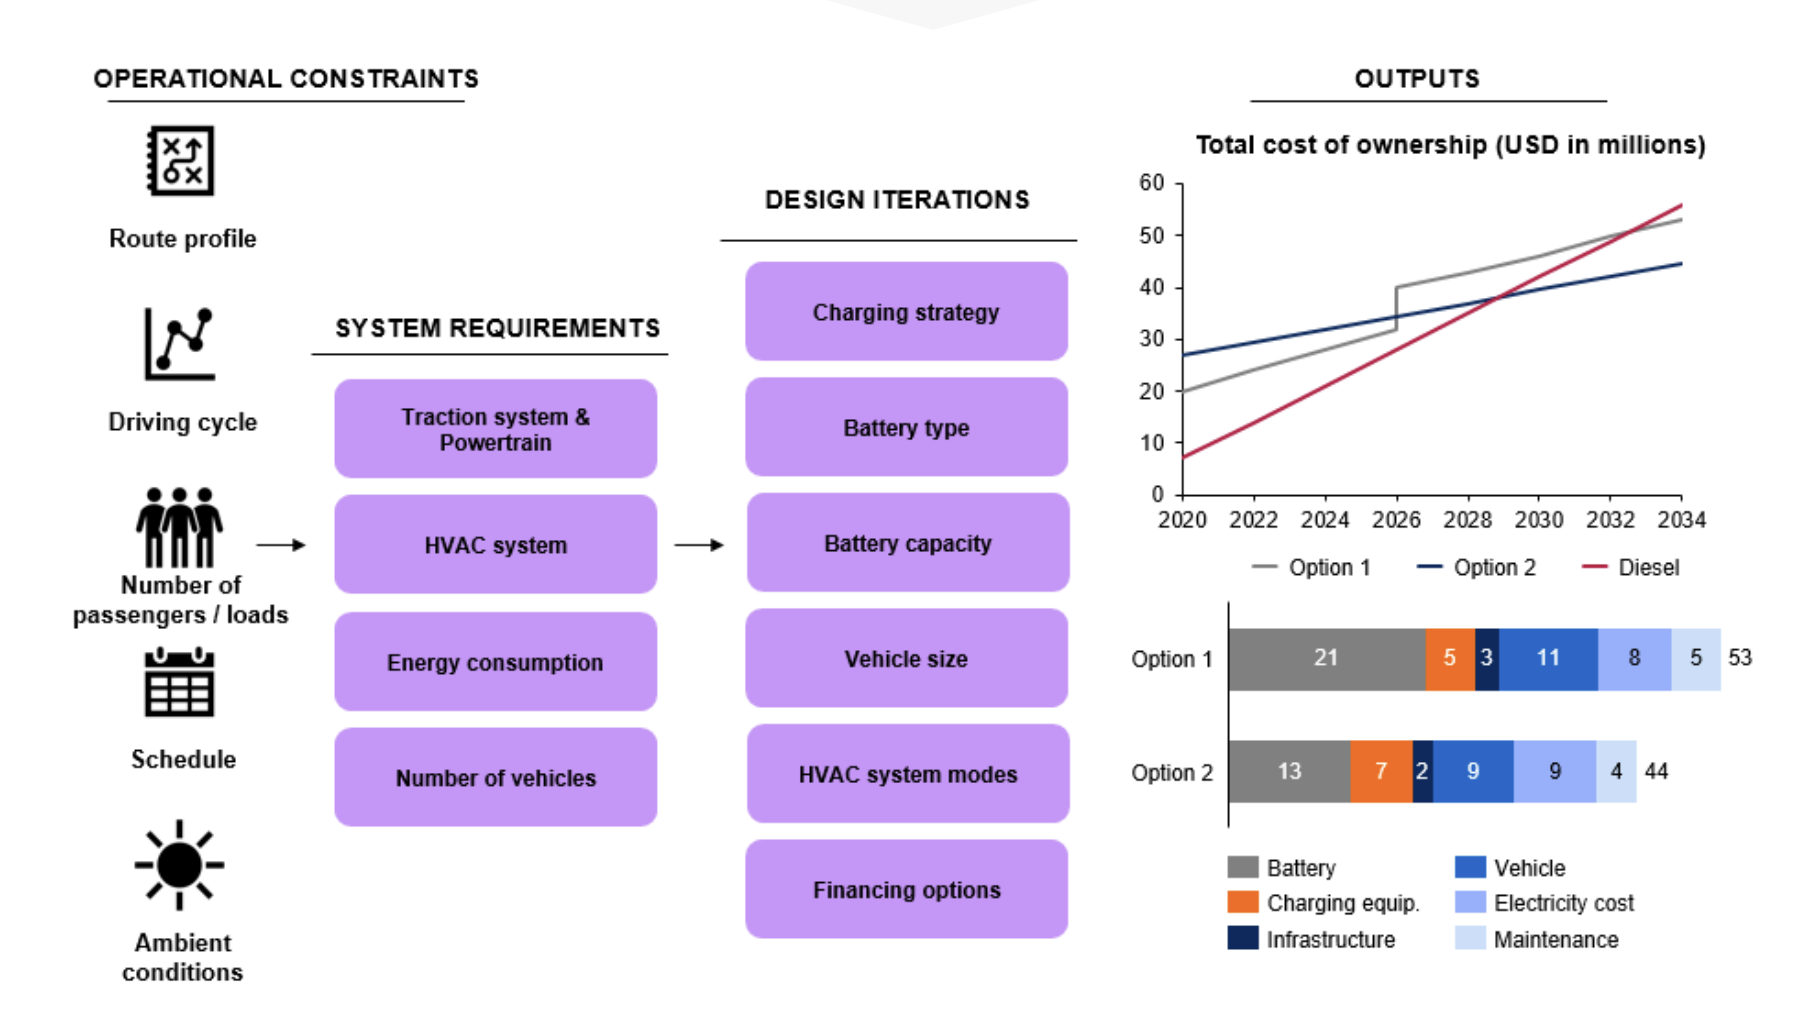 OPERATIONAL CONSTRAINTS
Route profile
Driving cycle
Number of
passengers / loads
Schedule
Ambient
conditions
SYSTEM REQUIREMENTS
Traction system &
Powertrain
HVAC system
Energy consumption
Number of vehicles
DESIGN ITERATIONS
Charging strategy
Battery type
Battery capacity
Vehicle size
HVAC system modes
Financing options
OUTPUTS
Total cost of ownership (USD in millions)
60
50
40
30
20
10
0
2020 2022 2024 2026 2028 2030 2032 2034
Option 1 Option 2 Diesel
Option 1 21 5 3 11 8 5 53
Option 2 13 7 2 9 9 4 44
Battery Vehicle
Charging equip. Electricity cost
Infrastructure Maintenance